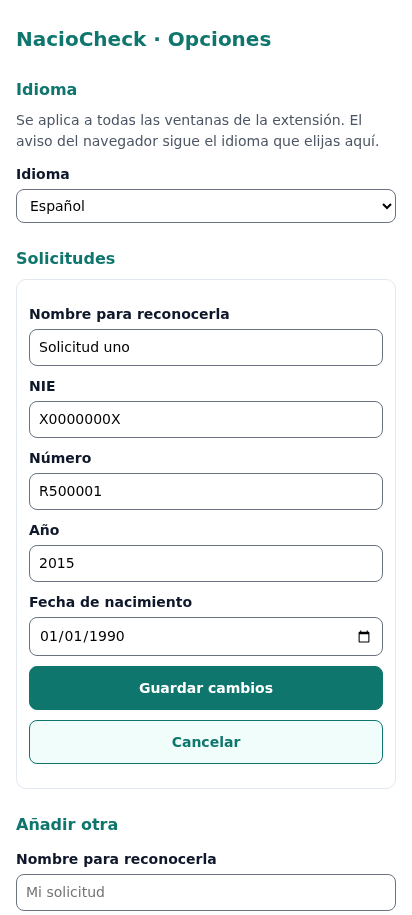 NacioCheck · Opciones
Idioma
Se aplica a todas las ventanas de la extensión. El
aviso del navegador sigue el idioma que elijas aquí.
Idioma
Español
Solicitudes
Nombre para reconocerla
Solicitud uno
NIE
X0000000X
Número
R500001
Año
2015
Fecha de nacimiento
01/01/1990
Guardar cambios
Cancelar
Añadir otra
Nombre para reconocerla
Mi solicitud